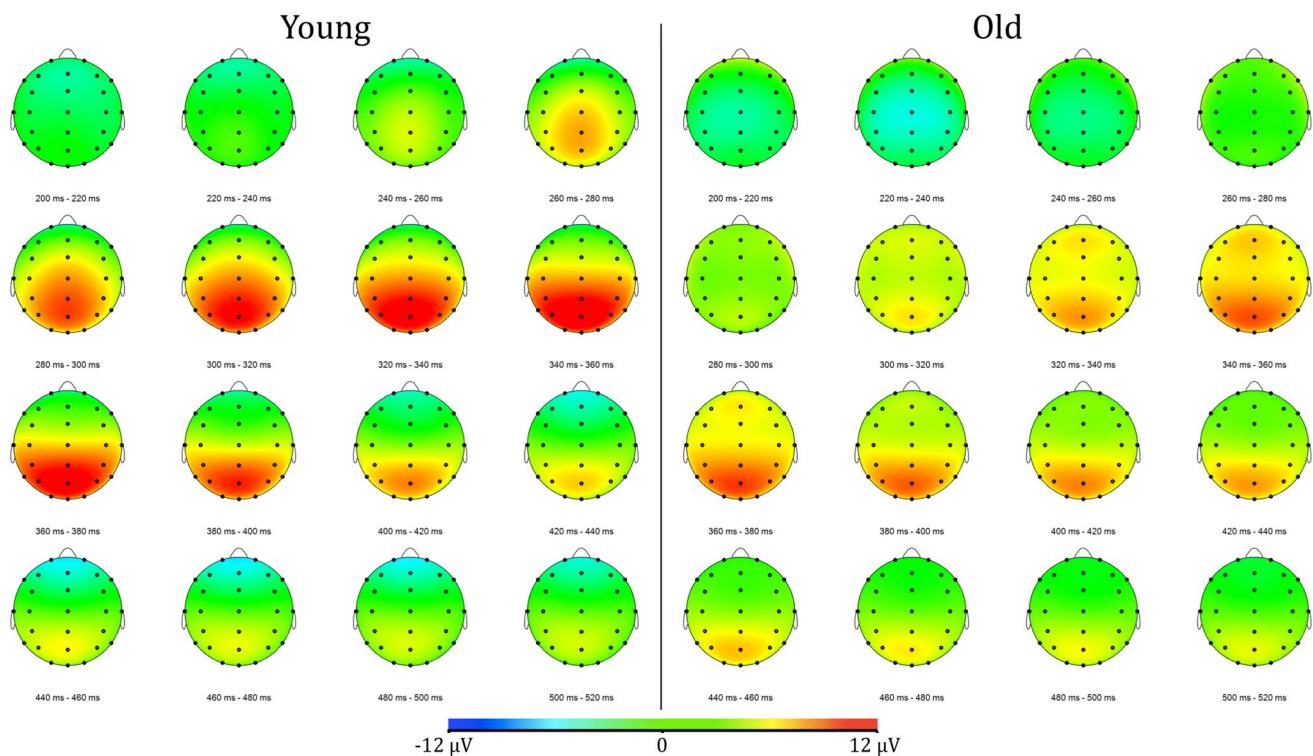 Young
Old
200 ms - 220 ms
220 ms - 240 ms
240 ms - 260 ms
260 ms - 280 ms
200 ms - 220 ms
220 ms - 240 ms
240 ms - 260 ms
260 ms - 280 ms
280 ms - 300 ms
300 ms - 320 ms
320 ms - 340 ms
340 ms - 360 ms
280 ms - 300 ms
300 ms - 320 ms
320 ms - 340 ms
340 ms - 360 ms
360 ms - 380 ms
380 ms - 400 ms
400 ms - 420 ms
420 ms - 440 ms
360 ms - 380 ms
380 ms - 400 ms
400 ms - 420 ms
420 ms - 440 ms
440 ms - 460 ms
460 ms - 480 ms
480 ms - 500 ms
500 ms - 520 ms
440 ms - 460 ms
460 ms - 480 ms
480 ms - 500 ms
500 ms - 520 ms
-12 µV
0
12 µV